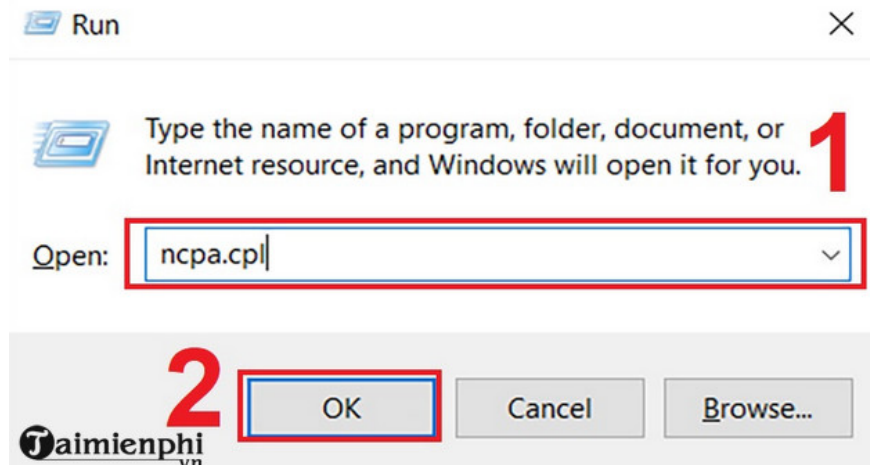 Run
Type the name of a program, folder, document, or
Internet resource, and Windows will open it for you.
1
Open: ncpa.cpl
2
OK Cancel Browse...
Taimienphi
.vn